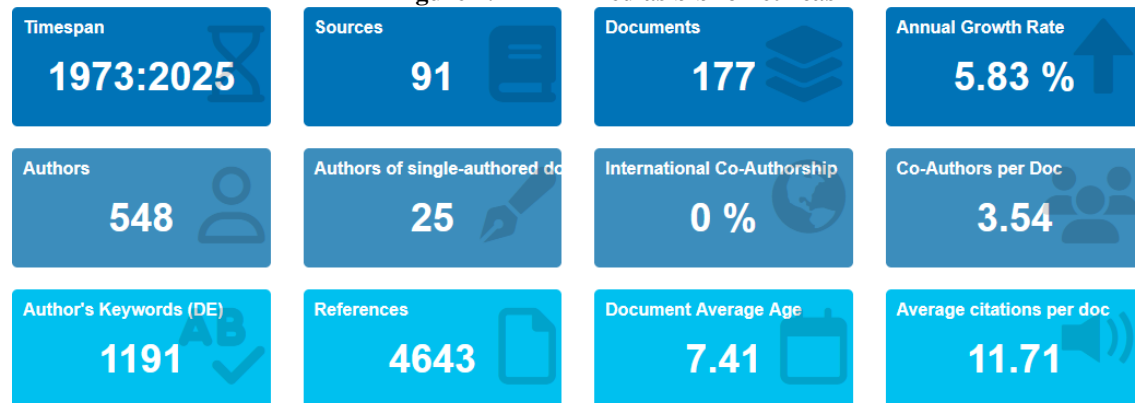 Timespan
1973:2025
Sources
91
Documents
177
Annual Growth Rate
5.83 %
Authors
548
Authors of single-authored do
25
International Co-Authorship
0 %
Co-Authors per Doc
3.54
Author's Keywords (DE)
AB
1191
References
4643
Document Average Age
7.41
Average citations per doc
11.71